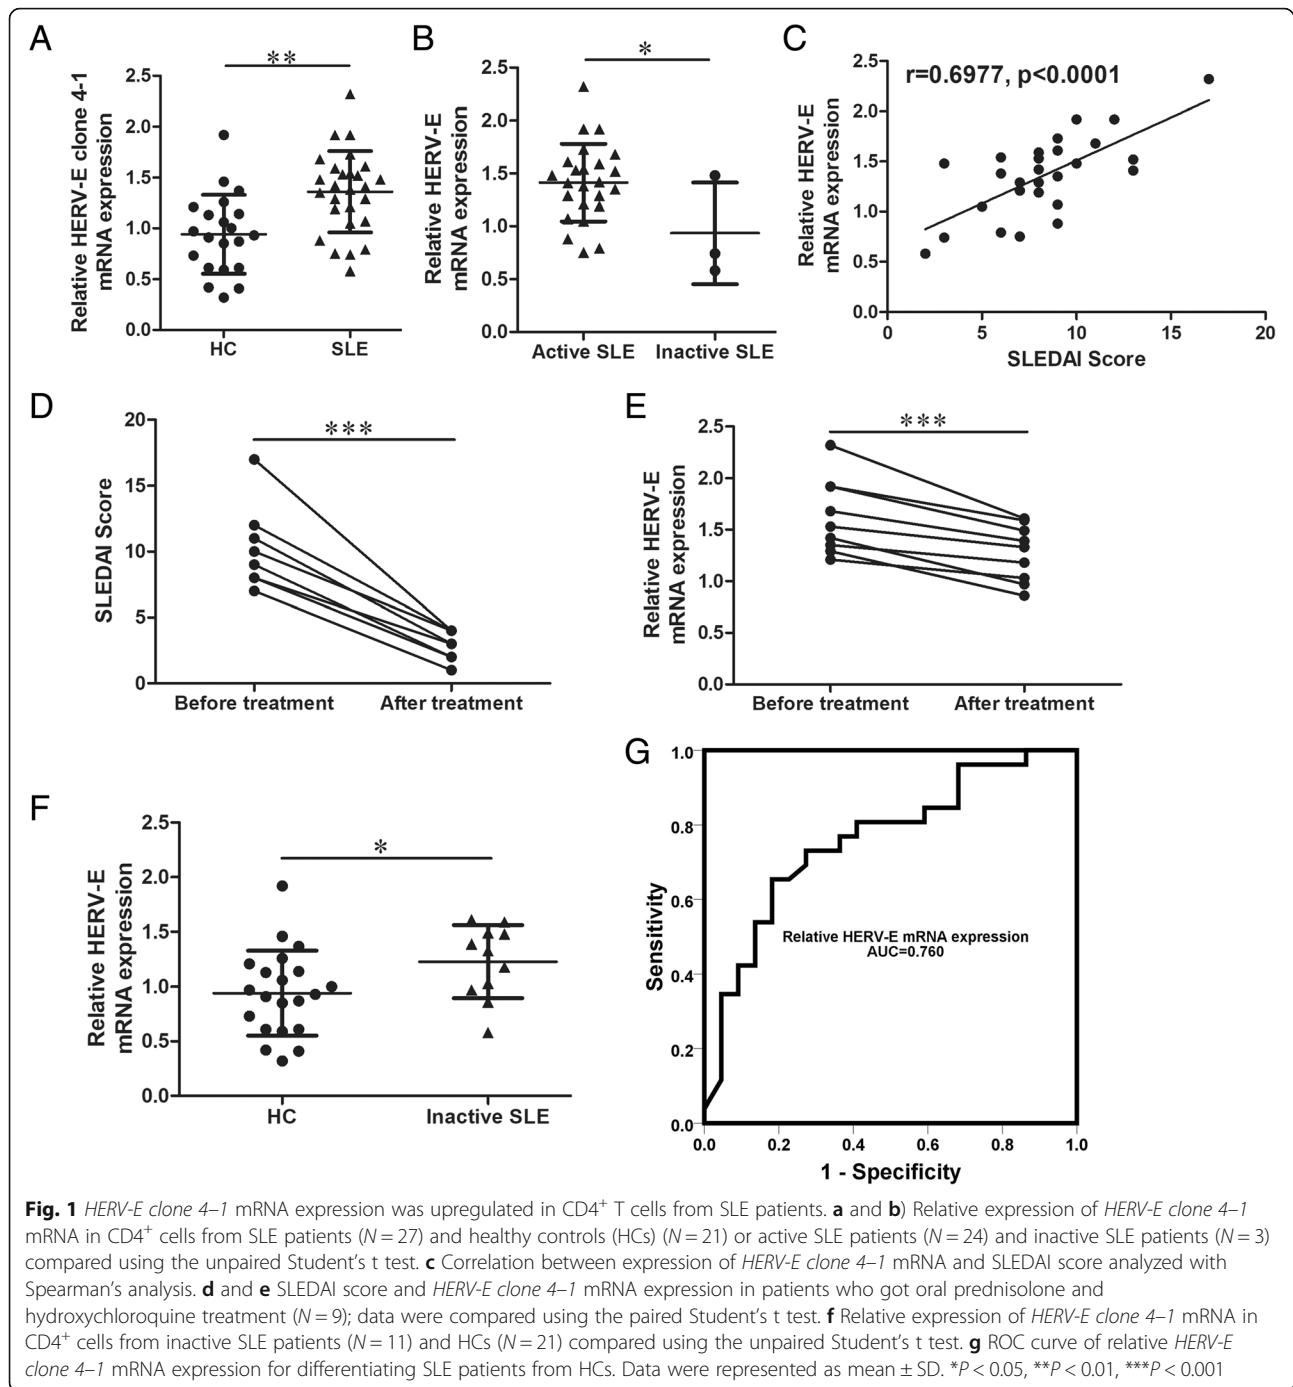 A
**
Relative HERV-E clone 4-1
mRNA expression
2.5
2.0
1.5
1.0
0.5
0.0
HC
SLE
B
*
Relative HERV-E
mRNA expression
2.5
2.0
1.5
1.0
0.5
0.0
Active SLE
Inactive SLE
C
r=0.6977, p<0.0001
Relative HERV-E
mRNA expression
2.5
2.0
1.5
1.0
0.5
0.0
0
5
10
15
20
SLEDAI Score
D
***
SLEDAI Score
20
15
10
5
0
Before treatment
After treatment
E
***
Relative HERV-E
mRNA expression
2.5
2.0
1.5
1.0
0.5
0.0
Before treatment
After treatment
F
*
Relative HERV-E
mRNA expression
2.5
2.0
1.5
1.0
0.5
0.0
HC
Inactive SLE
G
Sensitivity
1.0
0.8
0.6
0.4
0.2
0.0
Relative HERV-E mRNA expression
AUC=0.760
0.0
0.2
0.4
0.6
0.8
1.0
1 - Specificity
Fig. 1 HERV-E clone 4–1 mRNA expression was upregulated in CD4⁺ T cells from SLE patients. a and b) Relative expression of HERV-E clone 4–1
mRNA in CD4⁺ cells from SLE patients (N = 27) and healthy controls (HCs) (N = 21) or active SLE patients (N = 24) and inactive SLE patients (N = 3)
compared using the unpaired Student's t test. c Correlation between expression of HERV-E clone 4–1 mRNA and SLEDAI score analyzed with
Spearman's analysis. d and e SLEDAI score and HERV-E clone 4–1 mRNA expression in patients who got oral prednisolone and
hydroxychloroquine treatment (N = 9); data were compared using the paired Student's t test. f Relative expression of HERV-E clone 4–1 mRNA in
CD4⁺ cells from inactive SLE patients (N = 11) and HCs (N = 21) compared using the unpaired Student's t test. g ROC curve of relative HERV-E
clone 4–1 mRNA expression for differentiating SLE patients from HCs. Data were represented as mean ± SD. *P < 0.05, **P < 0.01, ***P < 0.001